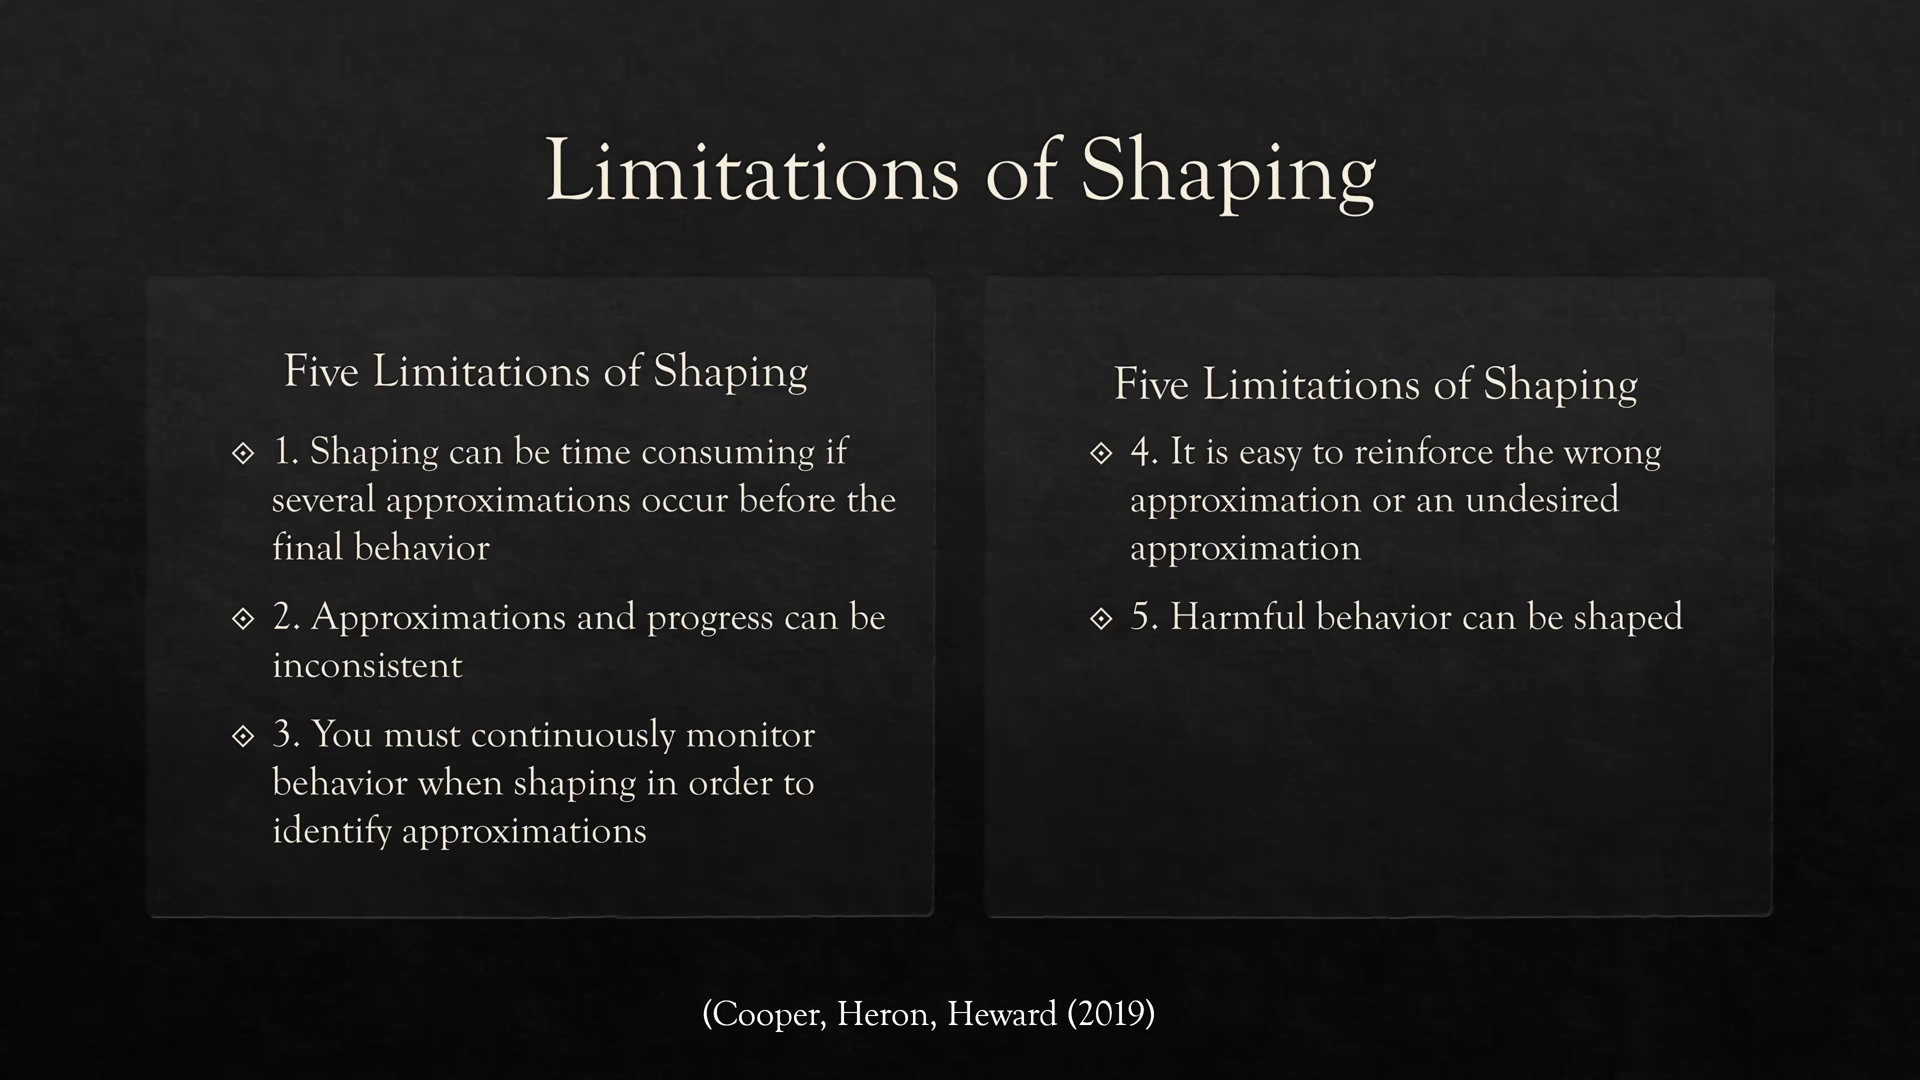 Limitations of Shaping
Five Limitations of Shaping
1. Shaping can be time consuming if
several approximations occur before the
final behavior
2. Approximations and progress can be
inconsistent
3. You must continuously monitor
behavior when shaping in order to
identify approximations
Five Limitations of Shaping
4. It is easy to reinforce the wrong
approximation or an undesired
approximation
5. Harmful behavior can be shaped
(Cooper, Heron, Heward (2019)